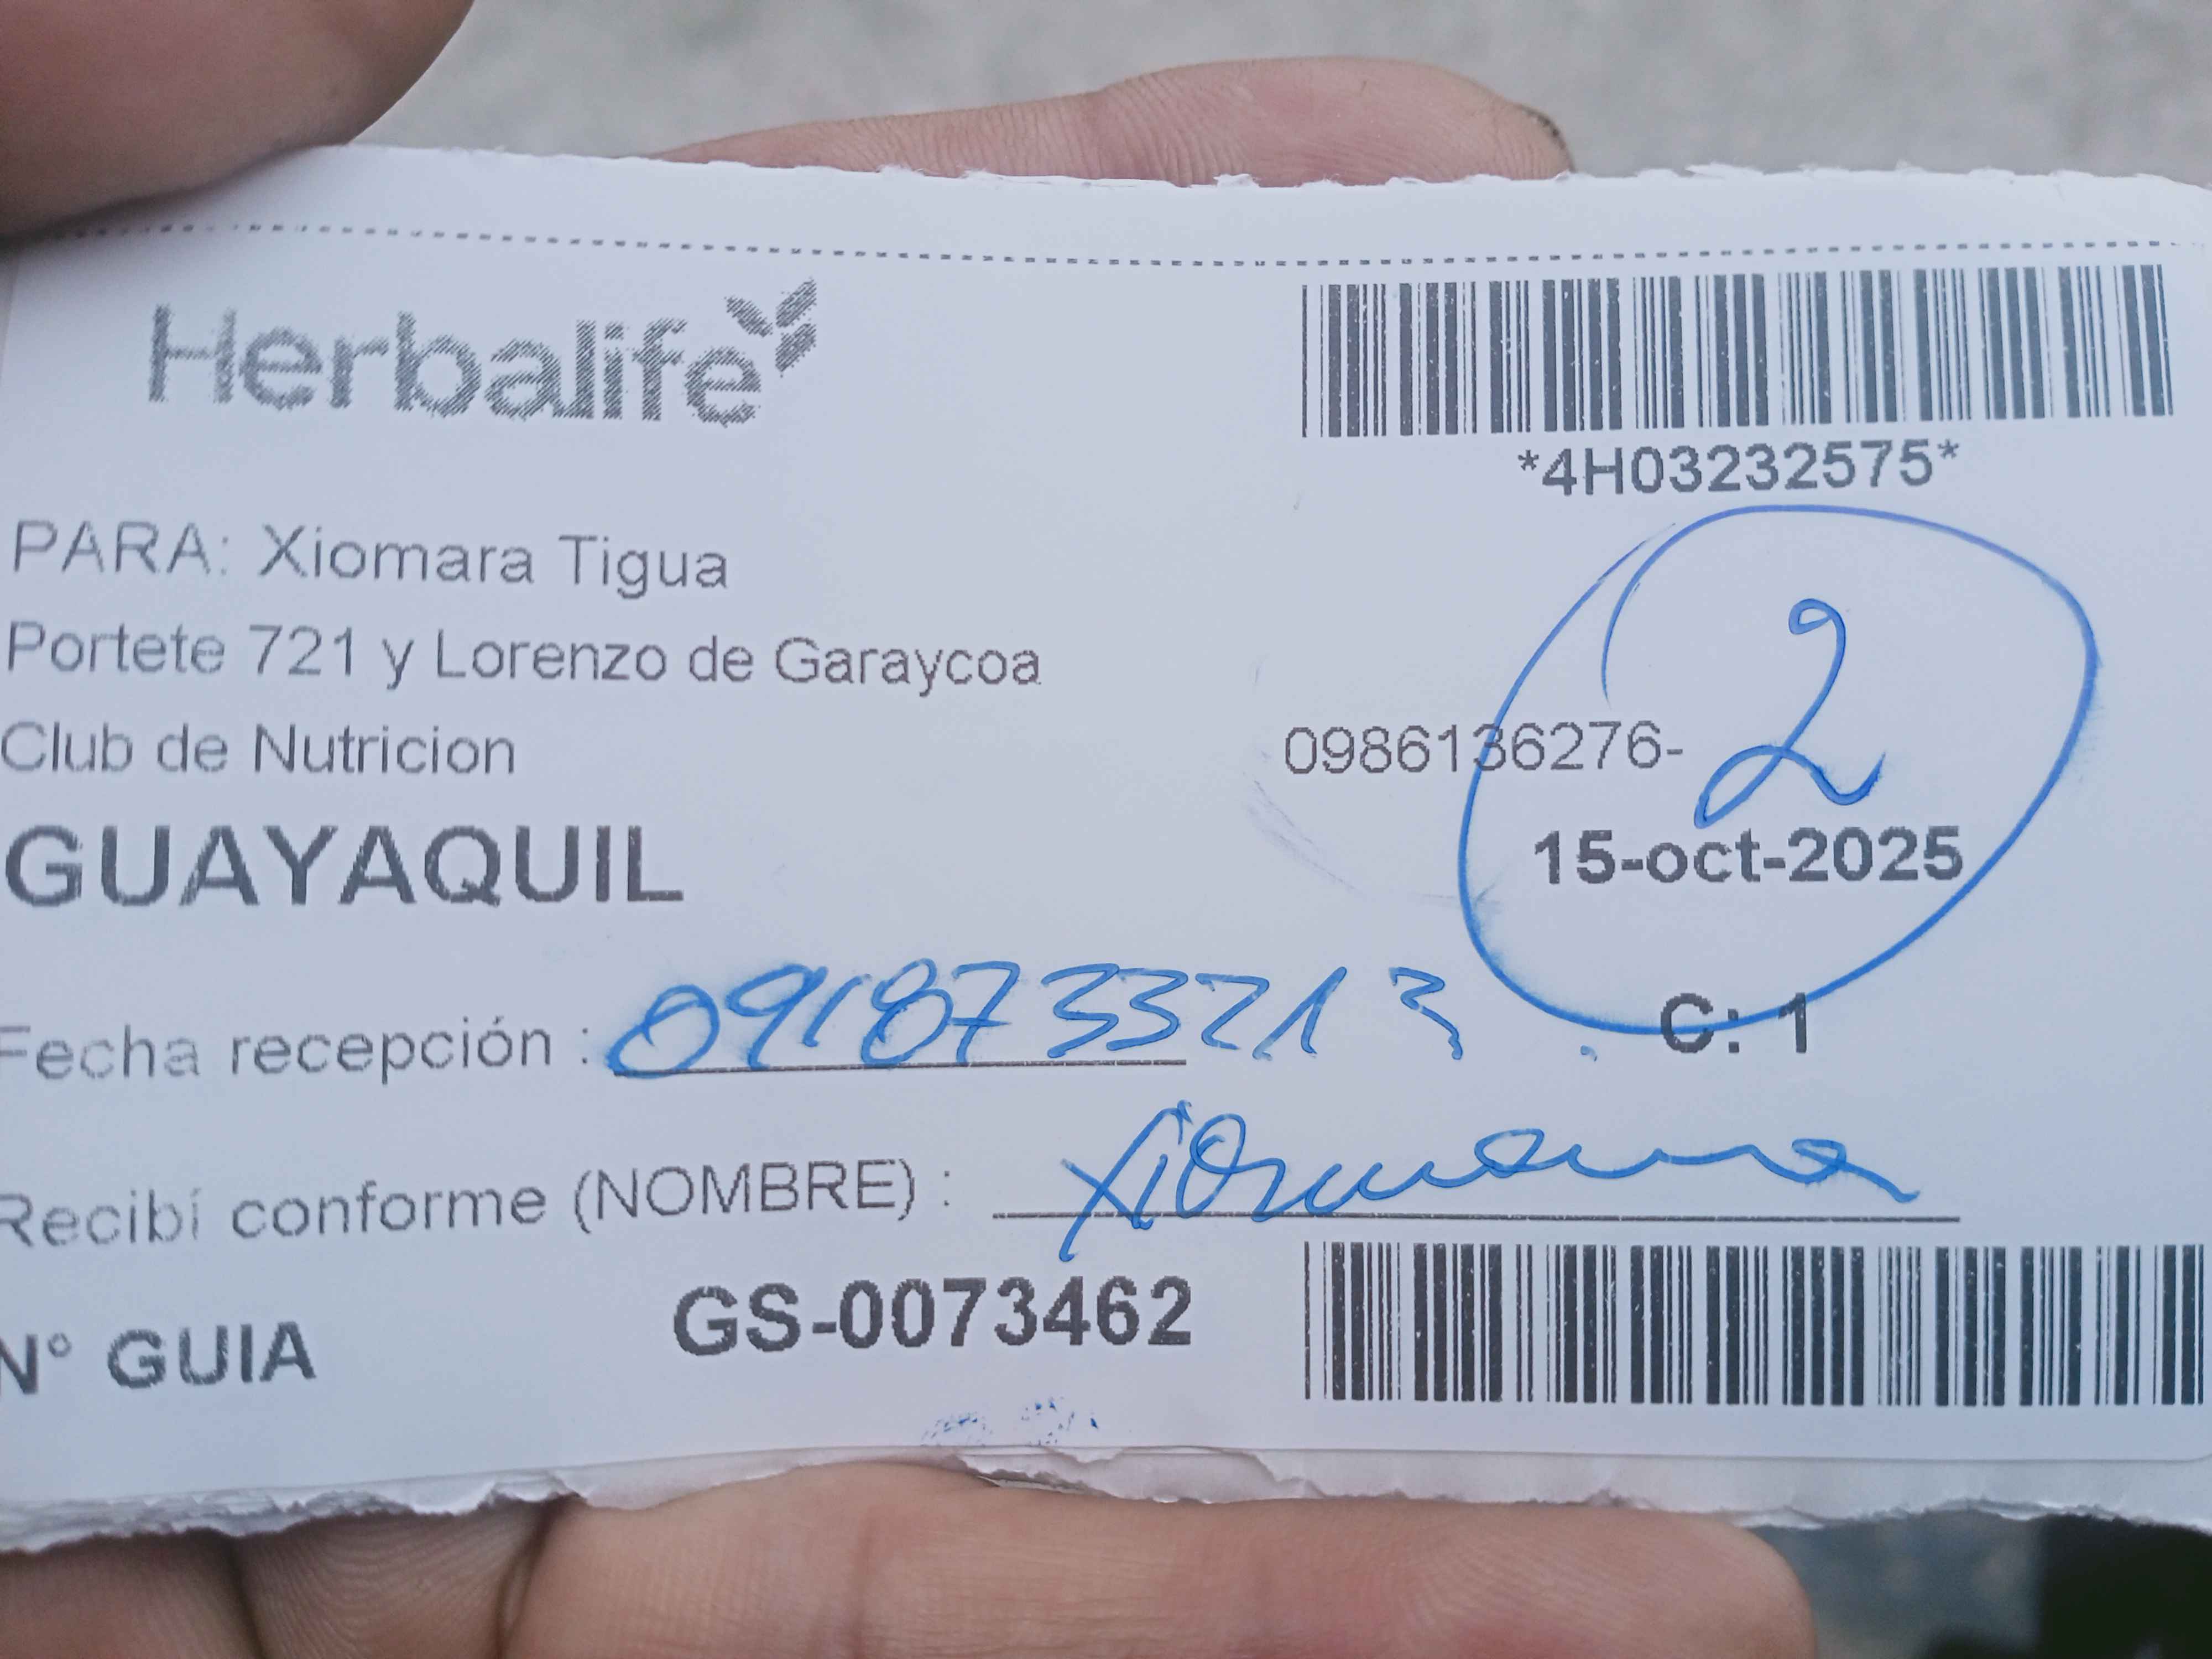 Herbalife
*4H03232575*
PARA: Xiomara Tigua
Portete 721 y Lorenzo de Garaycoa
Club de Nutricion
0986136276-
2
GUAYAQUIL
15-oct-2025
Fecha recepción : 0918733213
C: 1
Recibí conforme (NOMBRE) : Xiomara
N° GUIA GS-0073462